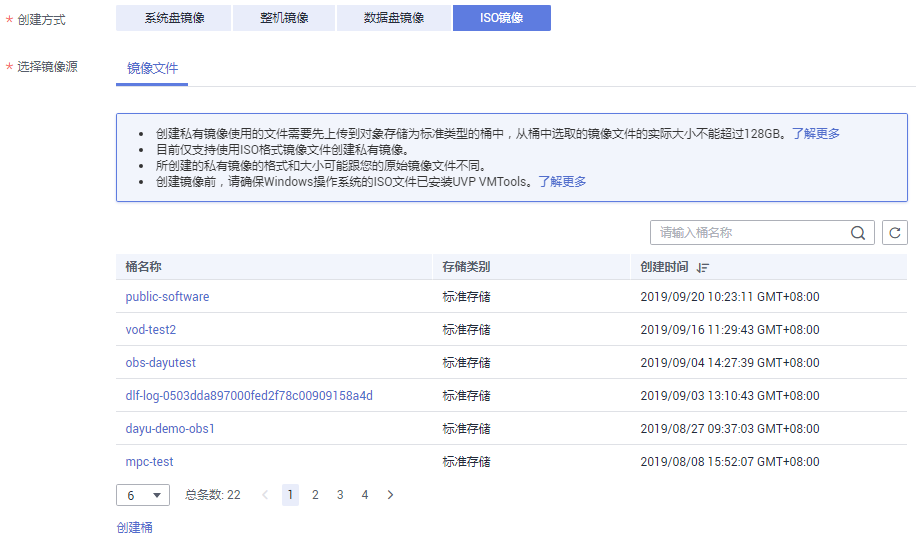 * 创建方式 系统盘镜像 整机镜像 数据盘镜像 ISO镜像
* 选择镜像源 镜像文件
• 创建私有镜像使用的文件需要先上传到对象存储为标准类型的桶中，从桶中选取的镜像文件的实际大小不能超过128GB。了解更多
• 目前仅支持使用ISO格式镜像文件创建私有镜像。
• 所创建的私有镜像的格式和大小可能跟您的原始镜像文件不同。
• 创建镜像前，请确保Windows操作系统的ISO文件已安装UVP VMTools。了解更多
请输入桶名称
桶名称 存储类别 创建时间
public-software 标准存储 2019/09/20 10:23:11 GMT+08:00
vod-test2 标准存储 2019/09/16 11:29:43 GMT+08:00
obs-dayutest 标准存储 2019/09/04 14:27:39 GMT+08:00
dlf-log-0503dda897000fed2f78c00909158a4d 标准存储 2019/09/03 13:10:43 GMT+08:00
dayu-demo-obs1 标准存储 2019/08/27 09:37:03 GMT+08:00
mpc-test 标准存储 2019/08/08 15:52:07 GMT+08:00
6 总条数: 22 < 1 2 3 4 >
创建桶